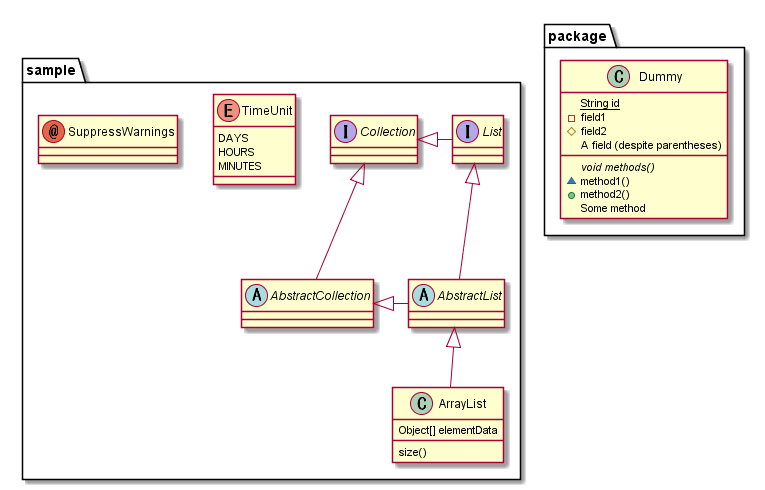 sample
@ SuppressWarnings
E TimeUnit
DAYS
HOURS
MINUTES
I Collection
I List
A AbstractCollection
A AbstractList
C ArrayList
Object[] elementData
size()
package
C Dummy
String id
field1
field2
A field (despite parentheses)
void methods()
method1()
method2()
Some method